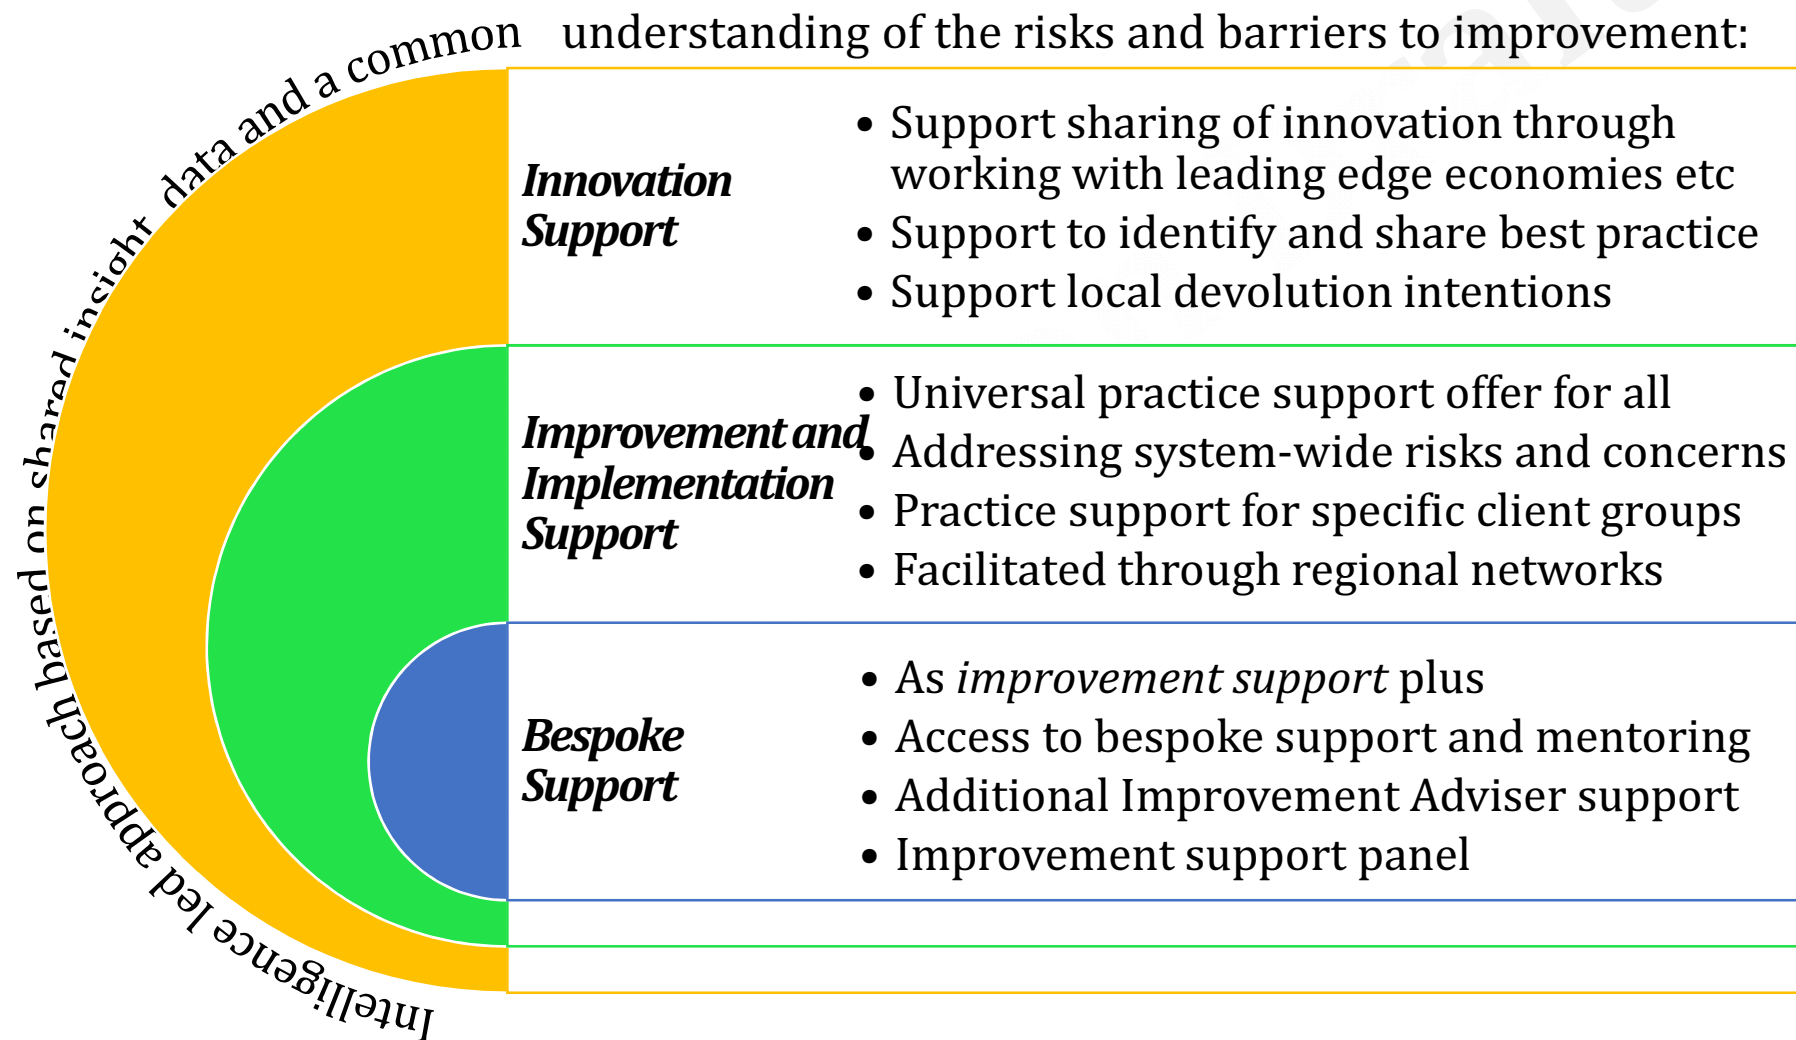 Intelligence led approach based on shared insight, data and a common understanding of the risks and barriers to improvement:
Innovation
Support
• Support sharing of innovation through
working with leading edge economies etc
• Support to identify and share best practice
• Support local devolution intentions
Improvement and
Implementation
Support
• Universal practice support offer for all
• Addressing system-wide risks and concerns
• Practice support for specific client groups
• Facilitated through regional networks
Bespoke
Support
• As improvement support plus
• Access to bespoke support and mentoring
• Additional Improvement Adviser support
• Improvement support panel